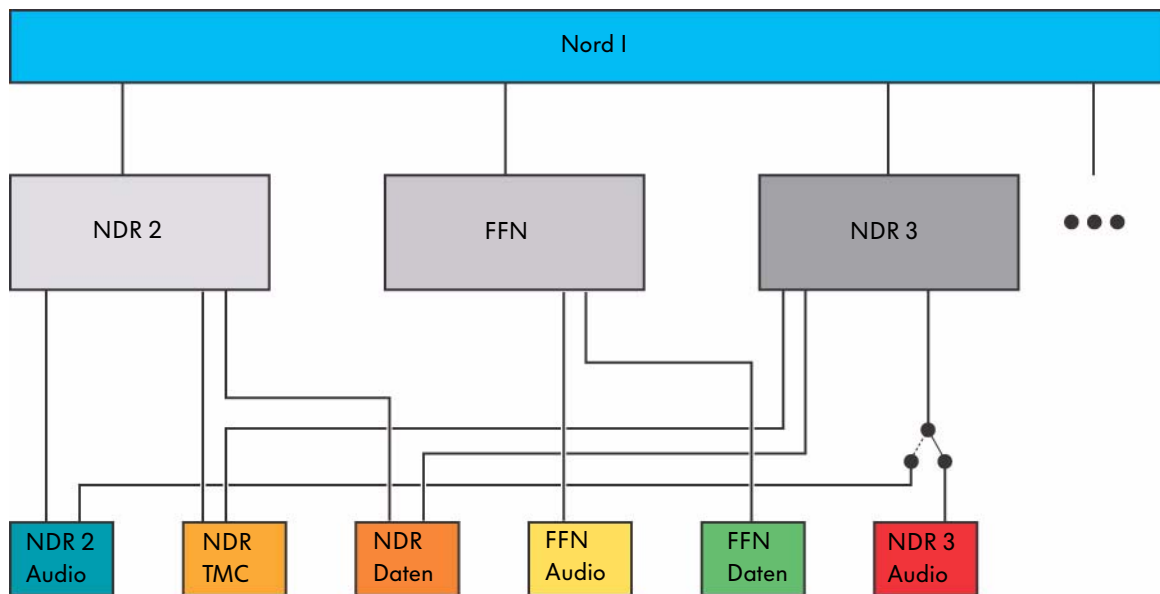 Nord I
NDR 2
FFN
NDR 3
NDR 2
Audio
NDR
TMC
NDR
Daten
FFN
Audio
FFN
Daten
NDR 3
Audio